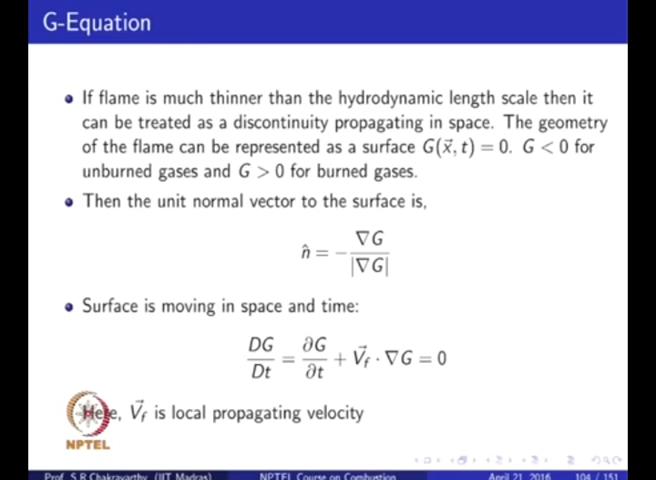 G-Equation
If flame is much thinner than the hydrodynamic length scale then it
can be treated as a discontinuity propagating in space. The geometry
of the flame can be represented as a surface G(x⃗, t) = 0. G < 0 for
unburned gases and G > 0 for burned gases.
Then the unit normal vector to the surface is,
n̂ = − ∇G / |∇G|
Surface is moving in space and time:
DG/Dt = ∂G/∂t + V⃗_f · ∇G = 0
Here, V⃗_f is local propagating velocity
NPTEL
Prof. S R Chakravarthy (IIT Madras) NPTEL Course on Combustion April 21, 2016 104 / 151